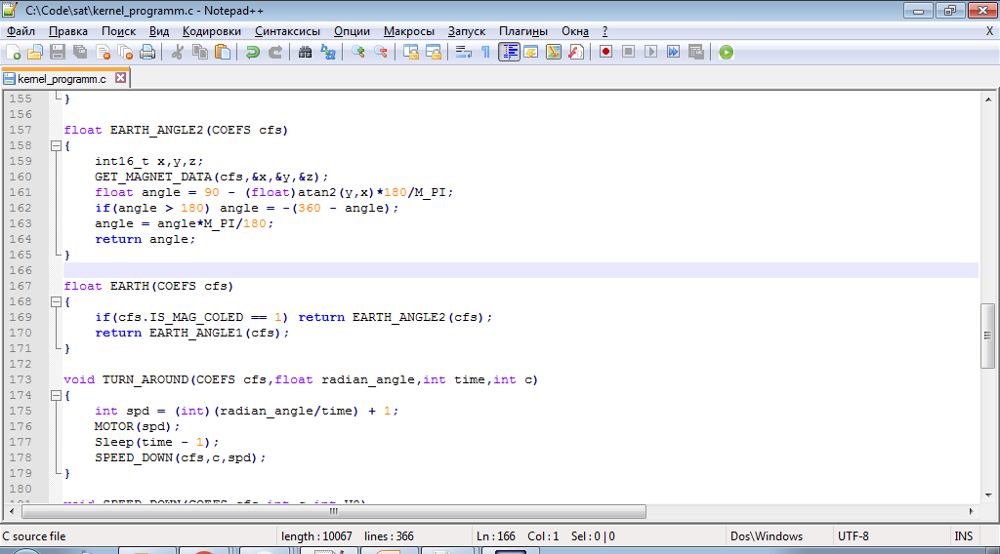 C:\Code\sat\kernel_programm.c - Notepad++
Файл Правка Поиск Вид Кодировки Синтаксисы Опции Макросы Запуск Плагины Окна ? X
kernel_programm.c
155 }
156
157 float EARTH_ANGLE2(COEFS cfs)
158 {
159 int16_t x,y,z;
160 GET_MAGNET_DATA(cfs,&x,&y,&z);
161 float angle = 90 - (float)atan2(y,x)*180/M_PI;
162 if(angle > 180) angle = -(360 - angle);
163 angle = angle*M_PI/180;
164 return angle;
165 }
166
167 float EARTH(COEFS cfs)
168 {
169 if(cfs.IS_MAG_COLED == 1) return EARTH_ANGLE2(cfs);
170 return EARTH_ANGLE1(cfs);
171 }
172
173 void TURN_AROUND(COEFS cfs,float radian_angle,int time,int c)
174 {
175 int spd = (int)(radian_angle/time) + 1;
176 MOTOR(spd);
177 Sleep(time - 1);
178 SPEED_DOWN(cfs,c,spd);
179 }
180
C source file length : 10067 lines : 366 Ln : 166 Col : 1 Sel : 0 | 0 Dos\Windows UTF-8 INS